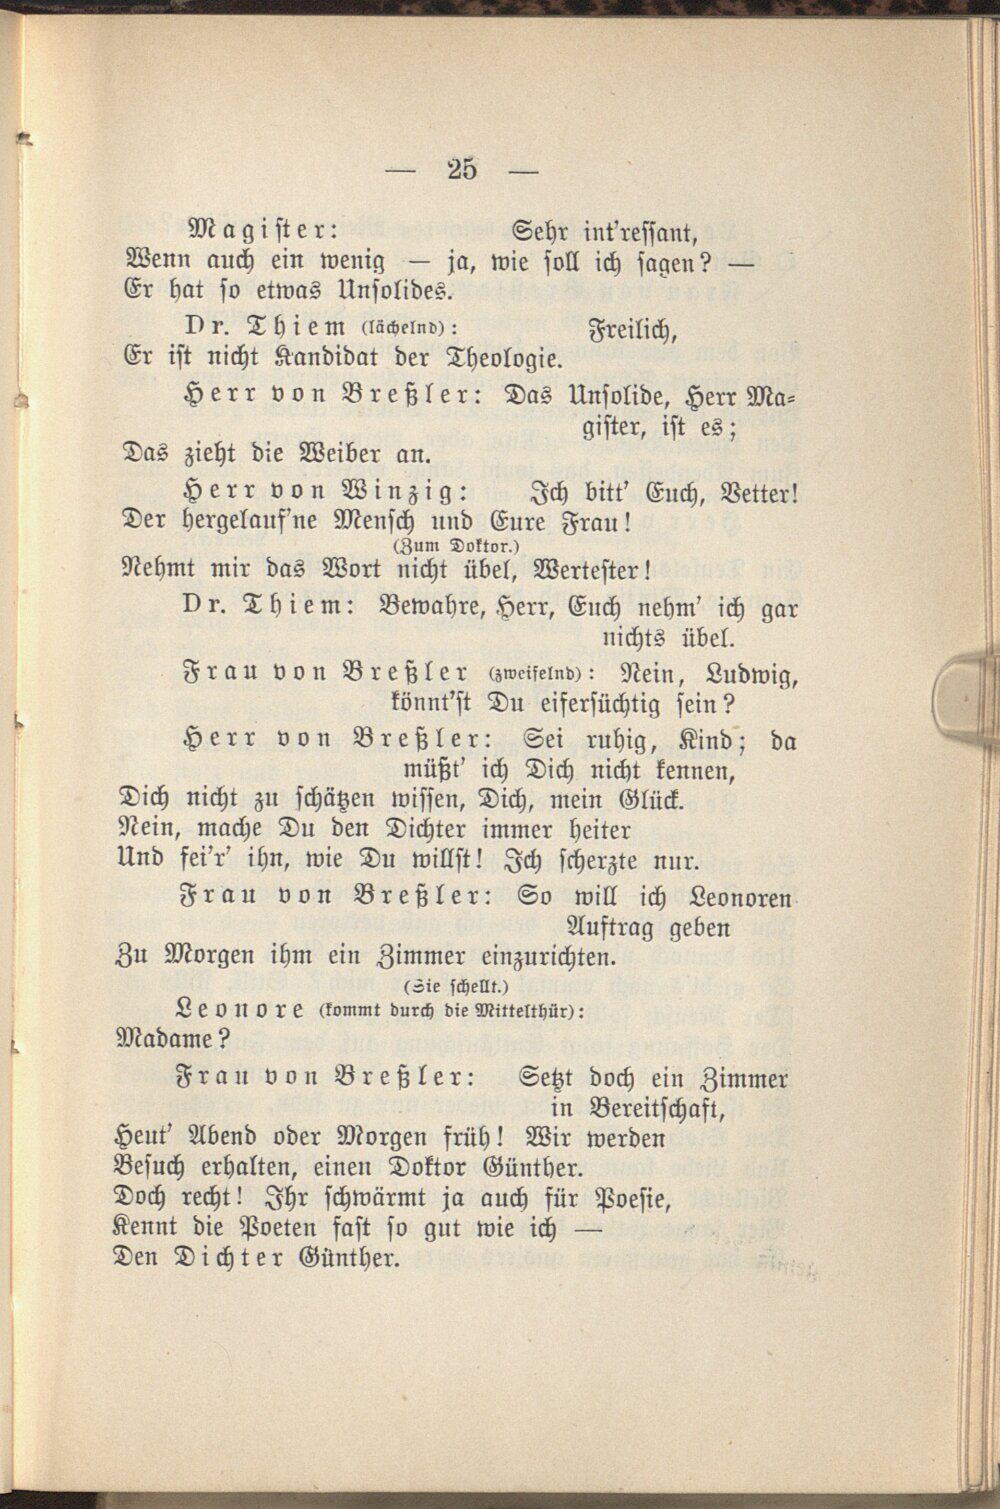 — 25 —
Magister: Sehr int'ressant,
Wenn auch ein wenig — ja, wie soll ich sagen? —
Er hat so etwas Unsolides.
Dr. Thiem (lächelnd): Freilich,
Er ist nicht Kandidat der Theologie.
Herr von Breßler: Das Unsolide, Herr Ma-
gister, ist es;
Das zieht die Weiber an.
Herr von Winzig: Ich bitt' Euch, Vetter!
Der hergelauf'ne Mensch und Eure Frau!
(Zum Doktor.)
Nehmt mir das Wort nicht übel, Wertester!
Dr. Thiem: Bewahre, Herr, Euch nehm' ich gar
nichts übel.
Frau von Breßler (zweifelnd): Nein, Ludwig,
könnt'st Du eifersüchtig sein?
Herr von Breßler: Sei ruhig, Kind; da
müßt' ich Dich nicht kennen,
Dich nicht zu schätzen wissen, Dich, mein Glück.
Nein, mache Du den Dichter immer heiter
Und fei'r' ihn, wie Du willst! Ich scherzte nur.
Frau von Breßler: So will ich Leonoren
Auftrag geben
Zu Morgen ihm ein Zimmer einzurichten.
(Sie schellt.)
Leonore (kommt durch die Mittelthür):
Madame?
Frau von Breßler: Setzt doch ein Zimmer
in Bereitschaft,
Heut' Abend oder Morgen früh! Wir werden
Besuch erhalten, einen Doktor Günther.
Doch recht! Ihr schwärmt ja auch für Poesie,
Kennt die Poeten fast so gut wie ich —
Den Dichter Günther.